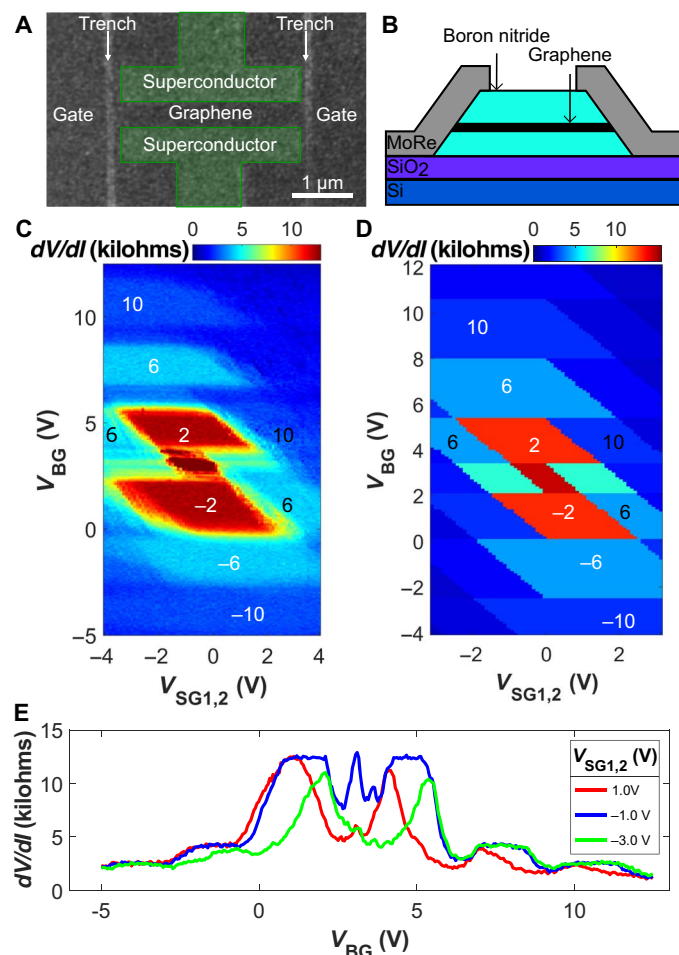 A
Trench
Trench
Superconductor
Gate
Graphene
Gate
Superconductor
1 µm
B
Boron nitride
Graphene
MoRe
SiO2
Si
C
0 10
dV/dI (kilohms)
10
5
0
−5
VBG (V)
10
6
6
2
10
−2
6
−6
−10
−4 −2 0 2 4
VSG1,2 (V)
D
0 10
dV/dI (kilohms)
12
10
8
6
4
2
0
−2
−4
VBG (V)
10
6
6
2
10
−2
6
−6
−10
−2 0 2
VSG1,2 (V)
E
15
10
5
0
dV/dI (kilohms)
VSG1,2 (V)
1.0V
−1.0 V
−3.0 V
-5 0 5 10
VBG (V)